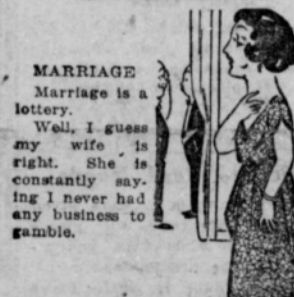 MARRIAGE
Marriage is a
lottery.
Well, I guess
my wife is
right. She is
constantly say-
ing I never had
any business to
gamble.